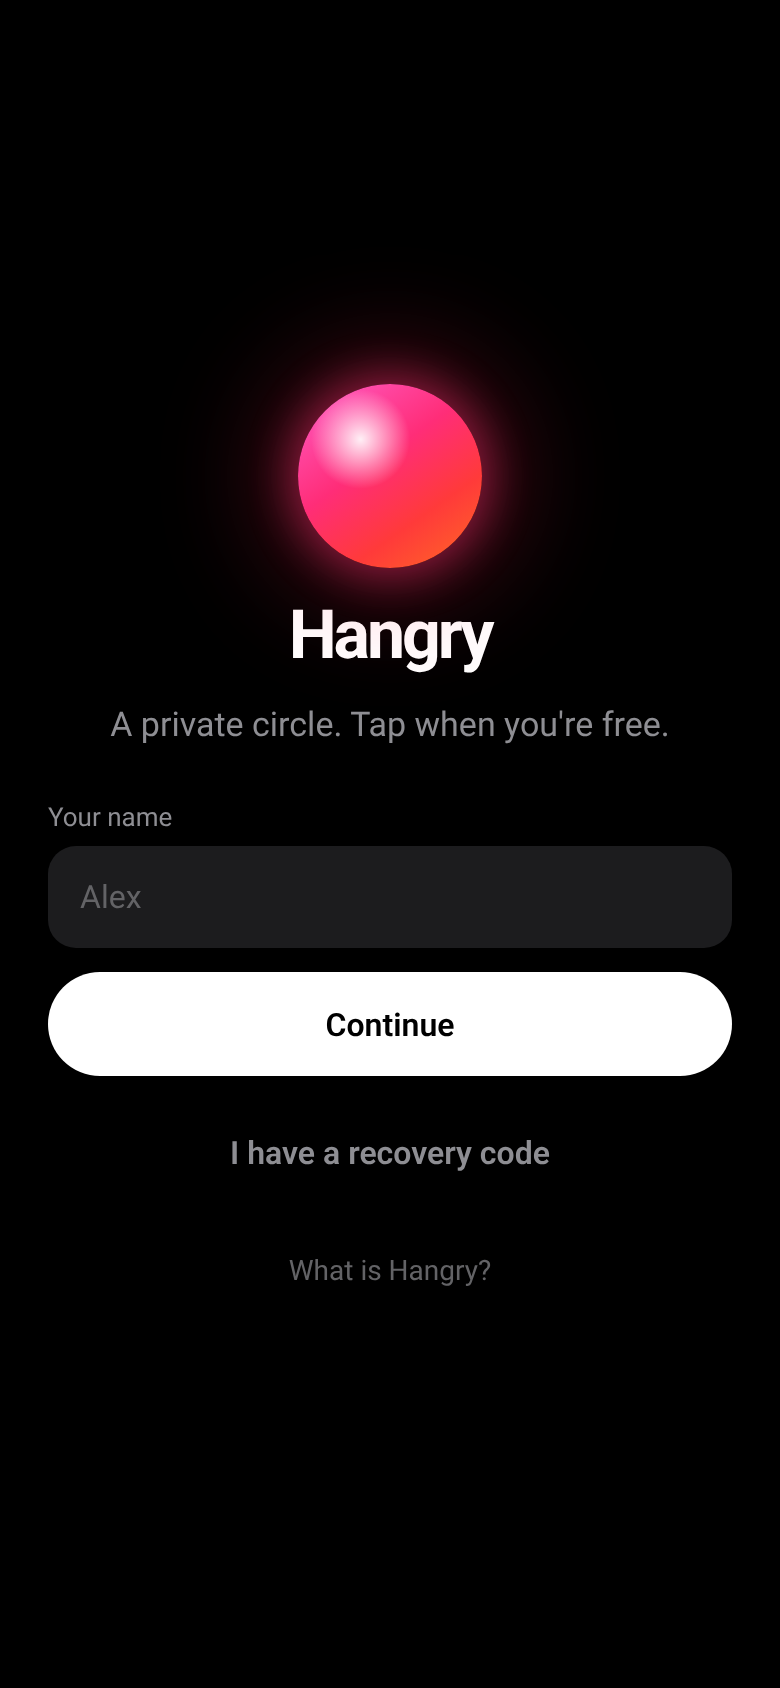 Hangry
A private circle. Tap when you're free.
Your name
Alex
Continue
I have a recovery code
What is Hangry?